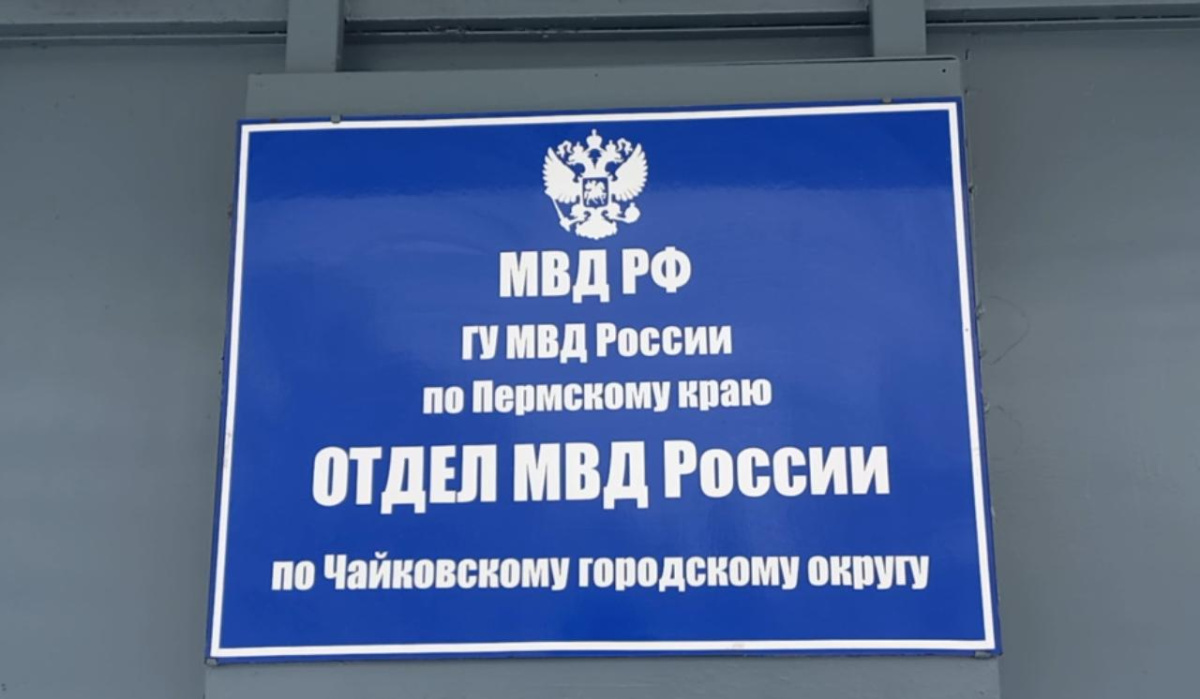 МВД РФ
ГУ МВД России
по Пермскому краю
ОТДЕЛ МВД России
по Чайковскому городскому округу